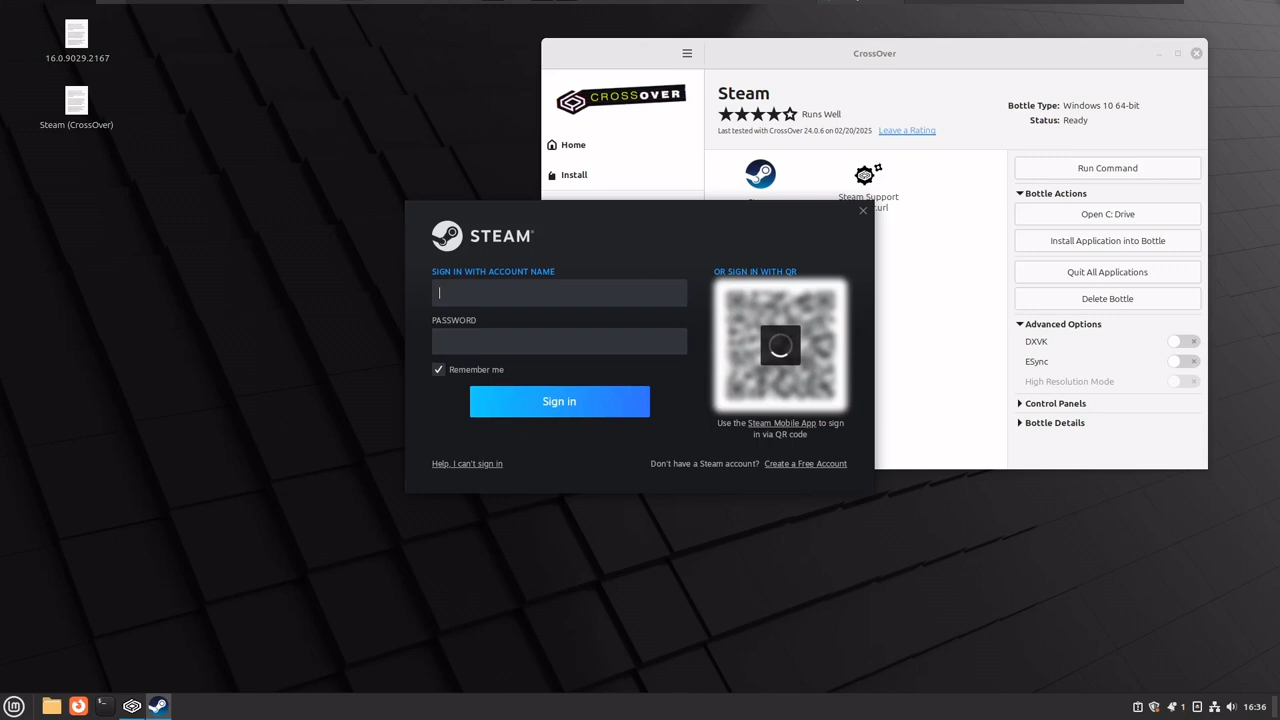 16.0.9029.2167
Steam (CrossOver)
CrossOver
CROSSOVER
Home
Install
Steam
Runs Well
Last tested with CrossOver 24.0.6 on 02/20/2025 Leave a Rating
Bottle Type: Windows 10 64-bit
Status: Ready
Steam Support
Run Command
Bottle Actions
Open C: Drive
Install Application into Bottle
Quit All Applications
Delete Bottle
Advanced Options
DXVK
ESync
High Resolution Mode
Control Panels
Bottle Details
STEAM®
SIGN IN WITH ACCOUNT NAME
PASSWORD
Remember me
Sign in
Help, I can't sign in
OR SIGN IN WITH QR
Use the Steam Mobile App to sign
in via QR code
Don't have a Steam account? Create a Free Account
1
16:36